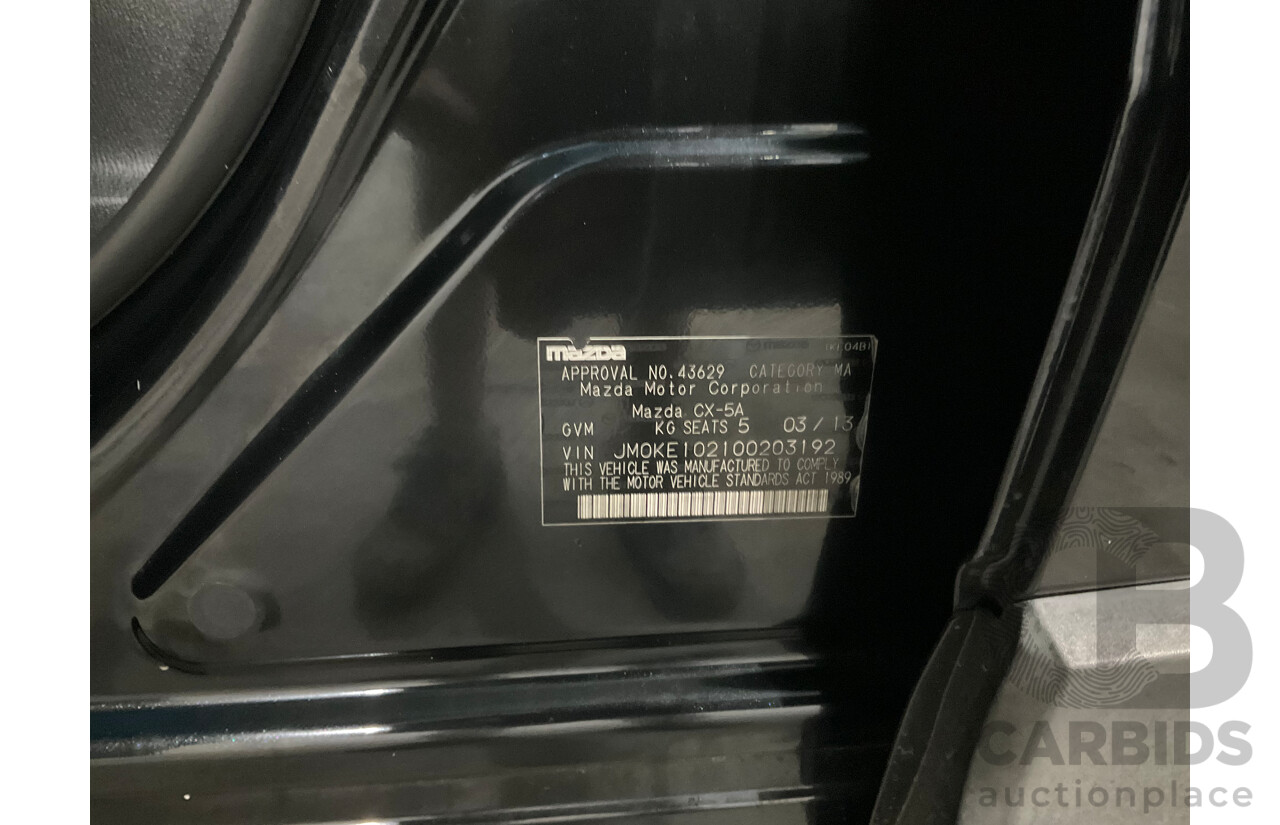 mazda
APPROVAL NO.43629 CATEGORY MA
Mazda Motor Corporation
Mazda CX-5A
GVM KG SEATS 5 03/13
VIN JM0KE102100203192
THIS VEHICLE WAS MANUFACTURED TO COMPLY
WITH THE MOTOR VEHICLE STANDARDS ACT 1989
B
CARBIDS
auctionplace